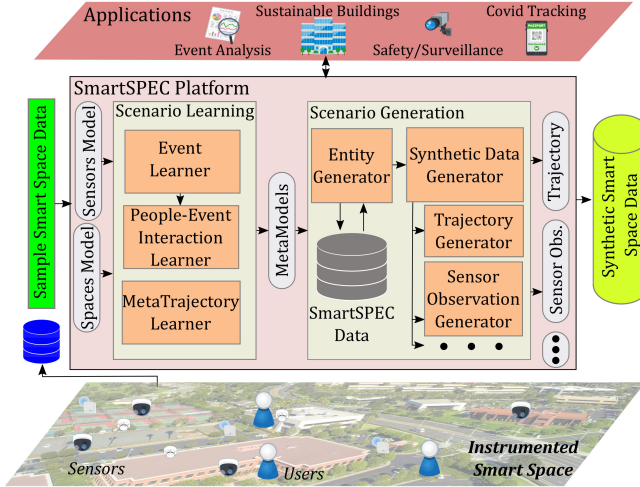 Applications
Sustainable Buildings
Covid Tracking
PASSPORT
Event Analysis
Safety/Surveillance
SmartSPEC Platform
Sample Smart Space Data
Sensors Model
Spaces Model
Scenario Learning
Event
Learner
People-Event
Interaction
Learner
MetaTrajectory
Learner
MetaModels
Scenario Generation
Entity
Generator
Synthetic Data
Generator
Trajectory
Generator
Sensor
Observation
Generator
SmartSPEC
Data
Trajectory
Sensor Obs.
Synthetic Smart
Space Data
Sensors
Users
Instrumented
Smart Space